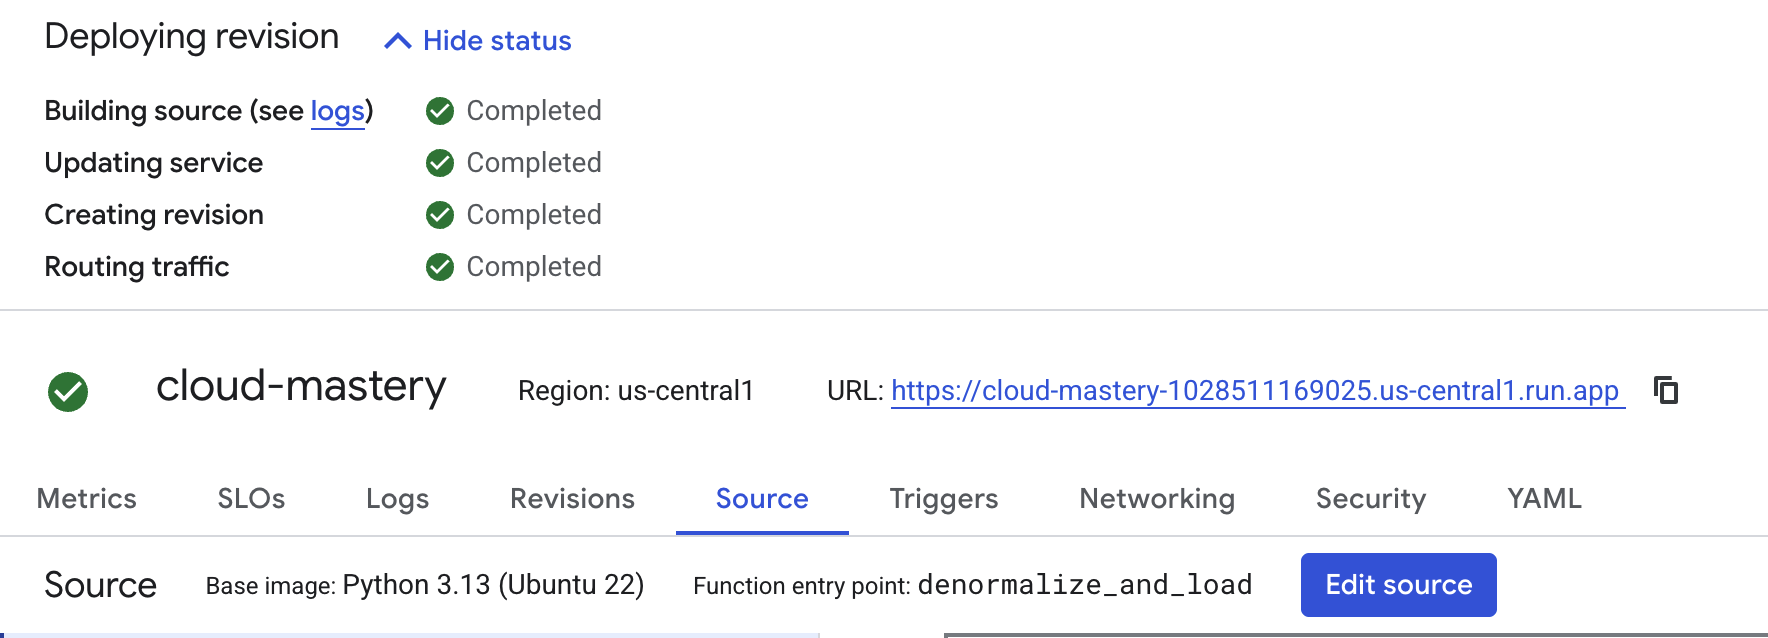 Deploying revision Hide status
Building source (see logs) Completed
Updating service Completed
Creating revision Completed
Routing traffic Completed
cloud-mastery Region: us-central1 URL: https://cloud-mastery-1028511169025.us-central1.run.app
Metrics SLOs Logs Revisions Source Triggers Networking Security YAML
Source Base image: Python 3.13 (Ubuntu 22) Function entry point: denormalize_and_load Edit source